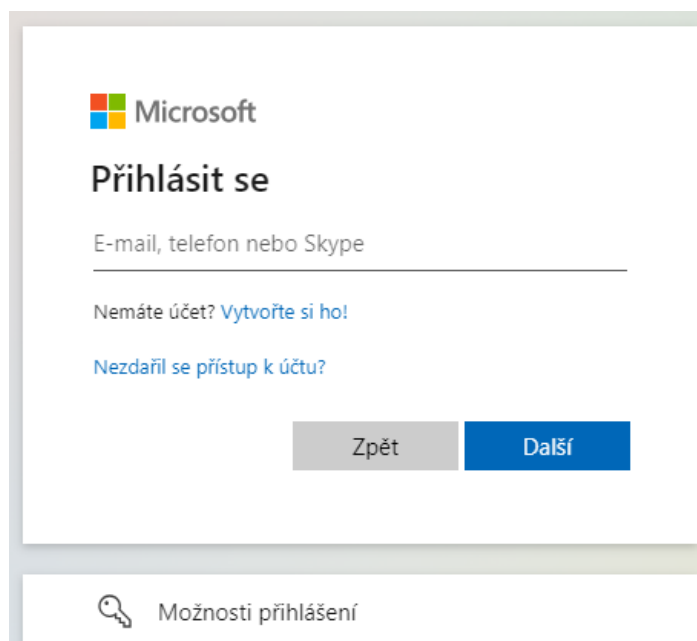 Microsoft
Přihlásit se
E-mail, telefon nebo Skype
Nemáte účet? Vytvořte si ho!
Nezdařil se přístup k účtu?
Zpět
Další
Možnosti přihlášení